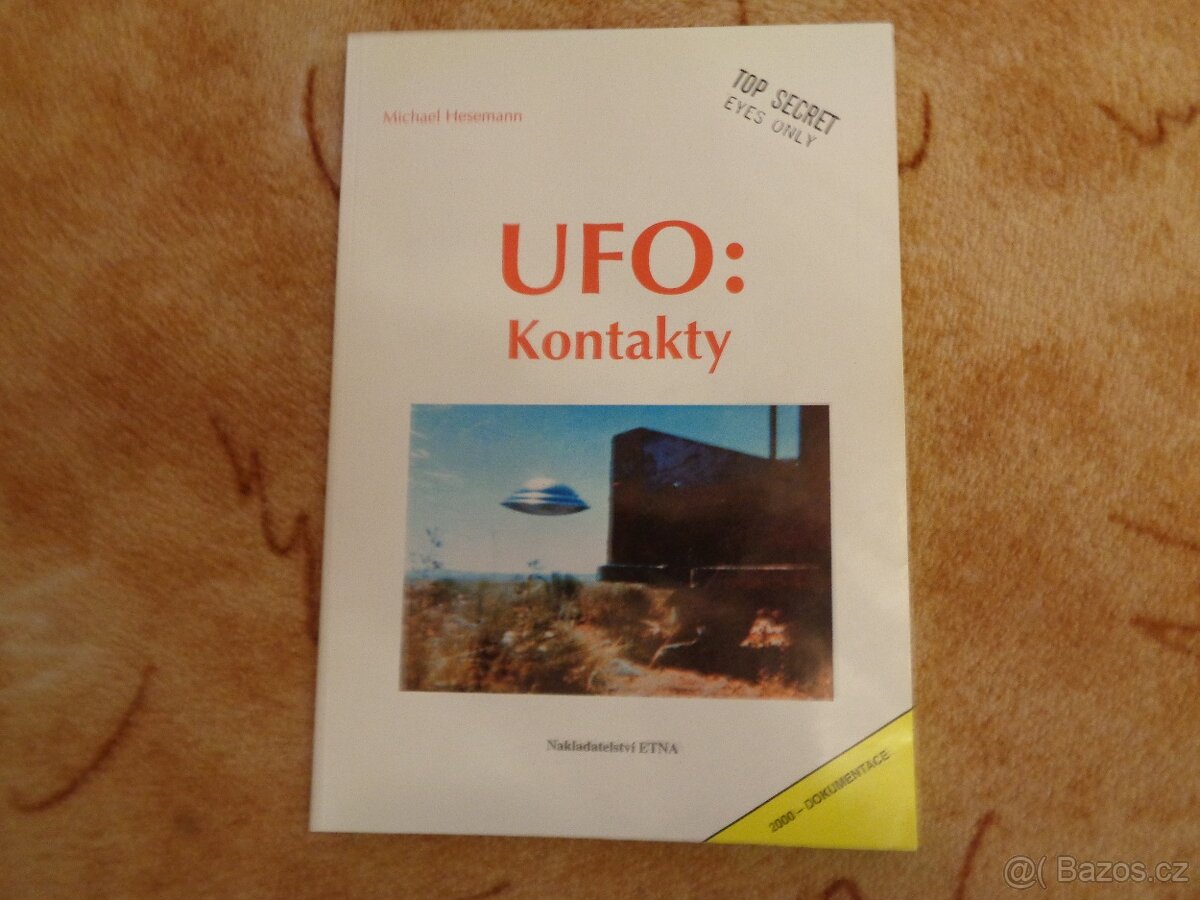 Michael Hesemann
TOP SECRET
EYES ONLY
UFO:
Kontakty
Nakladatelství ETNA
2000 – DOKUMENTACE
@( Bazos.cz